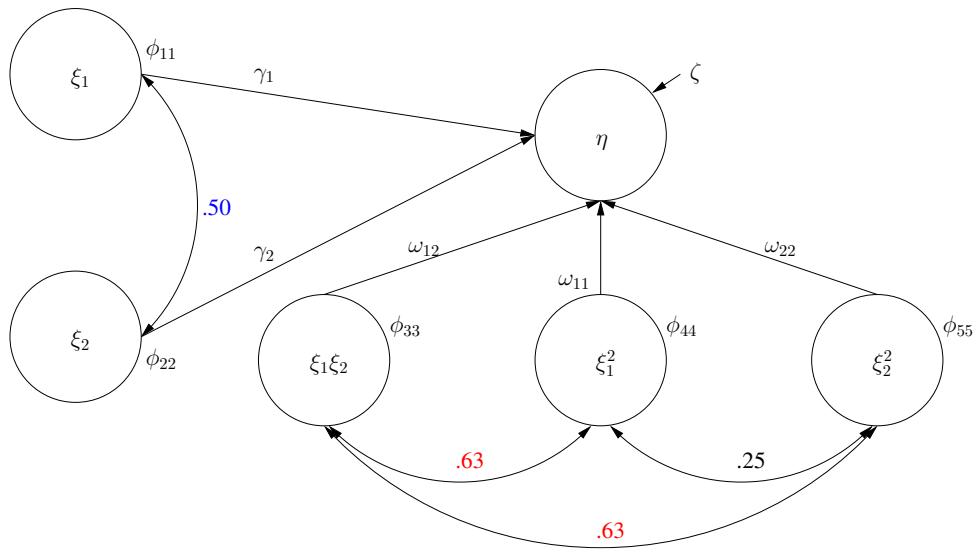 ϕ₁₁
ξ₁
γ₁
ζ
η
.50
γ₂
ω₁₂
ω₂₂
ω₁₁
ξ₂
ϕ₂₂
ϕ₃₃
ϕ₄₄
ϕ₅₅
ξ₁ξ₂
ξ₁²
ξ₂²
.63
.25
.63